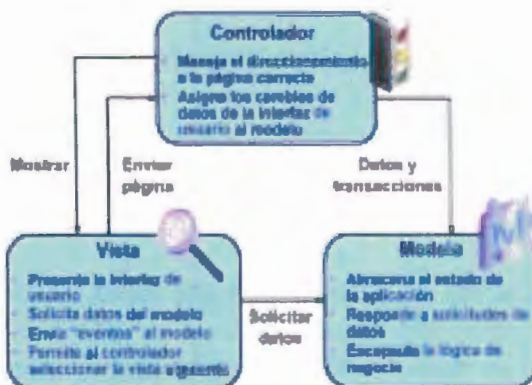 Controlador
Maneja el direccionamiento
a la página correcta
Asigna los cambios de
datos de la interfaz de
usuario al modelo
Mostrar
Enviar
página
Datos y
transacciones
Vista
Presenta la interfaz de
usuario
Solicita datos del modelo
Envía "eventos" al modelo
Permite al controlador
seleccionar la vista siguiente
Solicitar
datos
Modelo
Almacena el estado de
la aplicación
Responde a solicitudes de
datos
Encapsula la lógica de
negocio